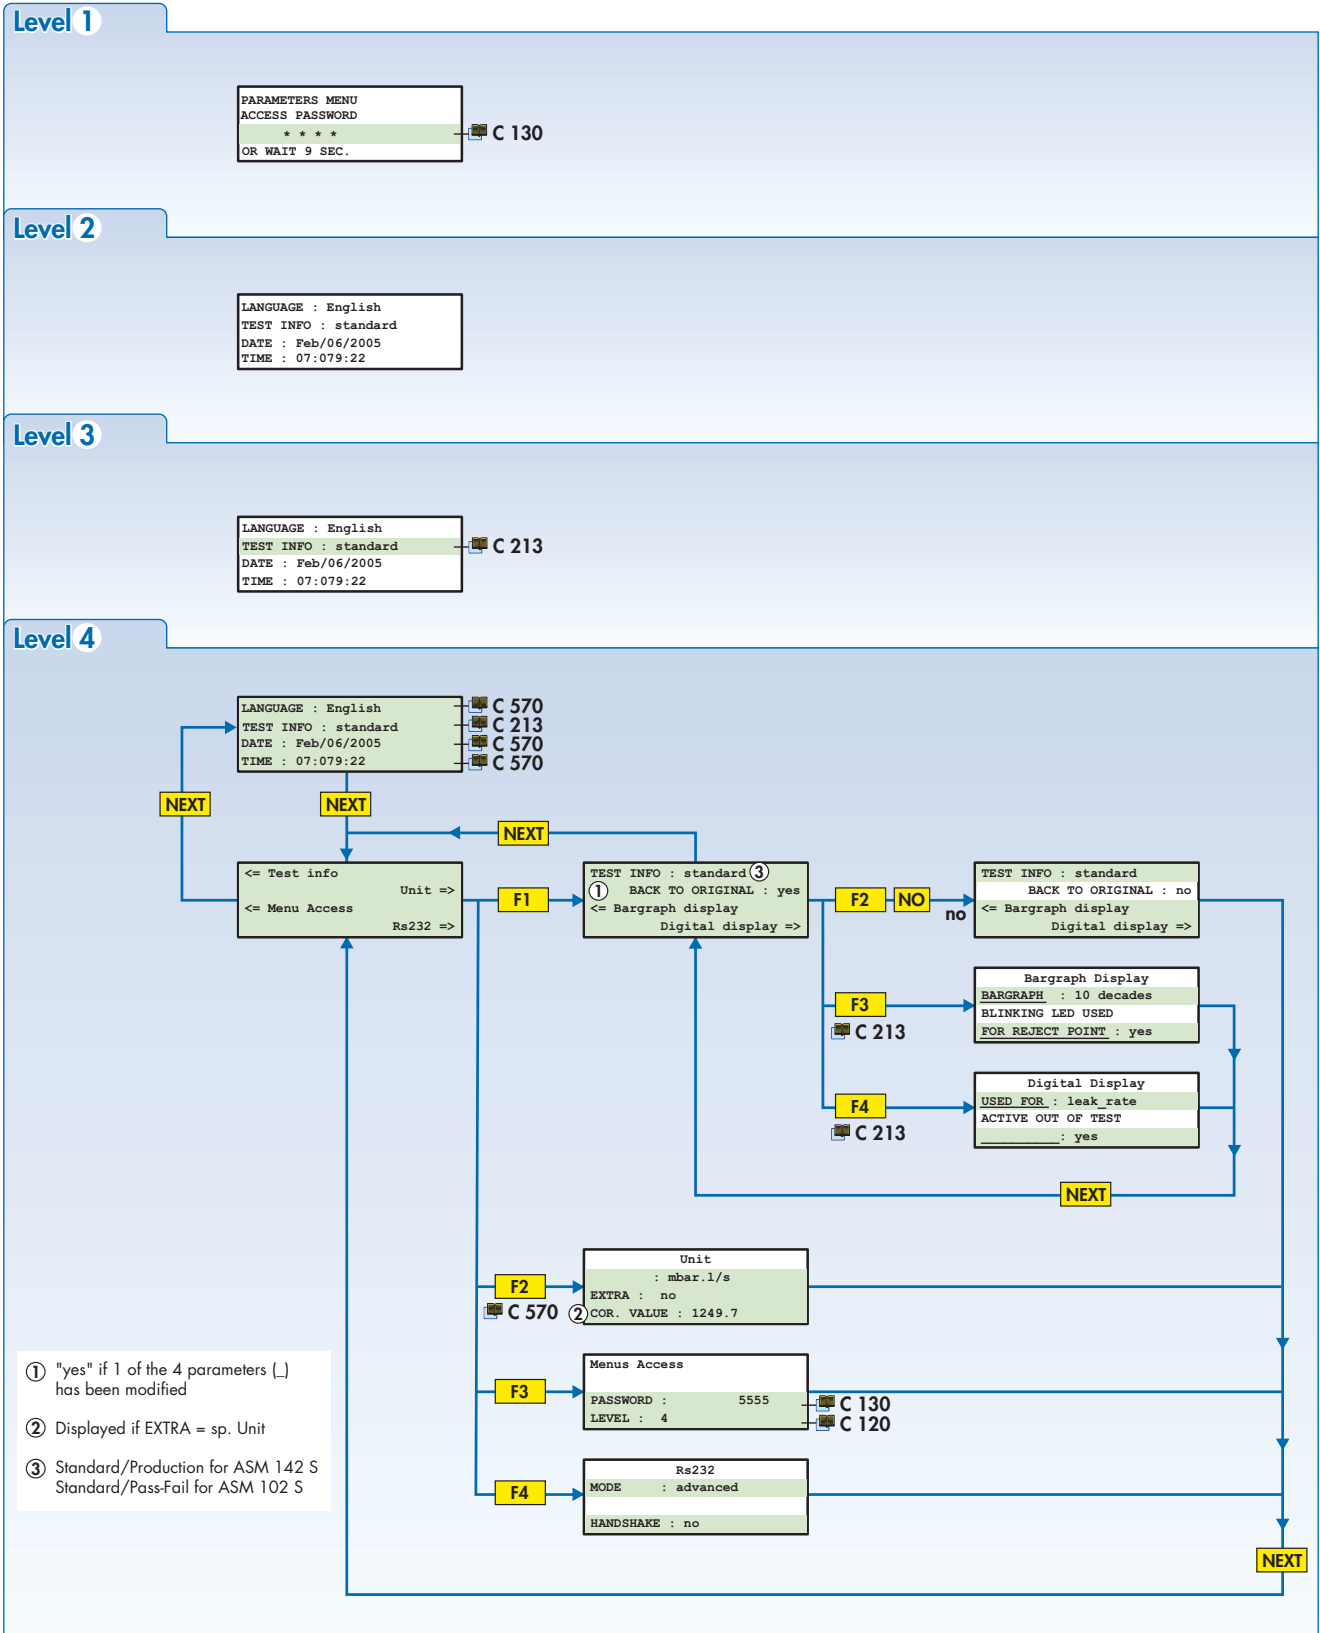 Level 1
PARAMETERS MENU
ACCESS PASSWORD
* * * *
C 130
OR WAIT 9 SEC.
Level 2
LANGUAGE : English
TEST INFO : standard
DATE : Feb/06/2005
TIME : 07:079:22
Level 3
LANGUAGE : English
TEST INFO : standard
C 213
DATE : Feb/06/2005
TIME : 07:079:22
Level 4
LANGUAGE : English
C 570
TEST INFO : standard
C 213
DATE : Feb/06/2005
C 570
TIME : 07:079:22
C 570
NEXT
NEXT
NEXT
<= Test info
Unit =>
<= Menu Access
Rs232 =>
F1
TEST INFO : standard 3
1 BACK TO ORIGINAL : yes
<= Bargraph display
Digital display =>
F2
NO
no
TEST INFO : standard
BACK TO ORIGINAL : no
<= Bargraph display
Digital display =>
F3
C 213
Bargraph Display
BARGRAPH : 10 decades
BLINKING LED USED
FOR REJECT POINT : yes
F4
C 213
Digital Display
USED FOR : leak_rate
ACTIVE OUT OF TEST
__________: yes
NEXT
F2
C 570
Unit
: mbar.l/s
EXTRA : no
2 COR. VALUE : 1249.7
F3
Menus Access
PASSWORD : 5555
C 130
LEVEL : 4
C 120
F4
Rs232
MODE : advanced
HANDSHAKE : no
NEXT
1 "yes" if 1 of the 4 parameters (_)
has been modified
2 Displayed if EXTRA = sp. Unit
3 Standard/Production for ASM 142 S
Standard/Pass-Fail for ASM 102 S